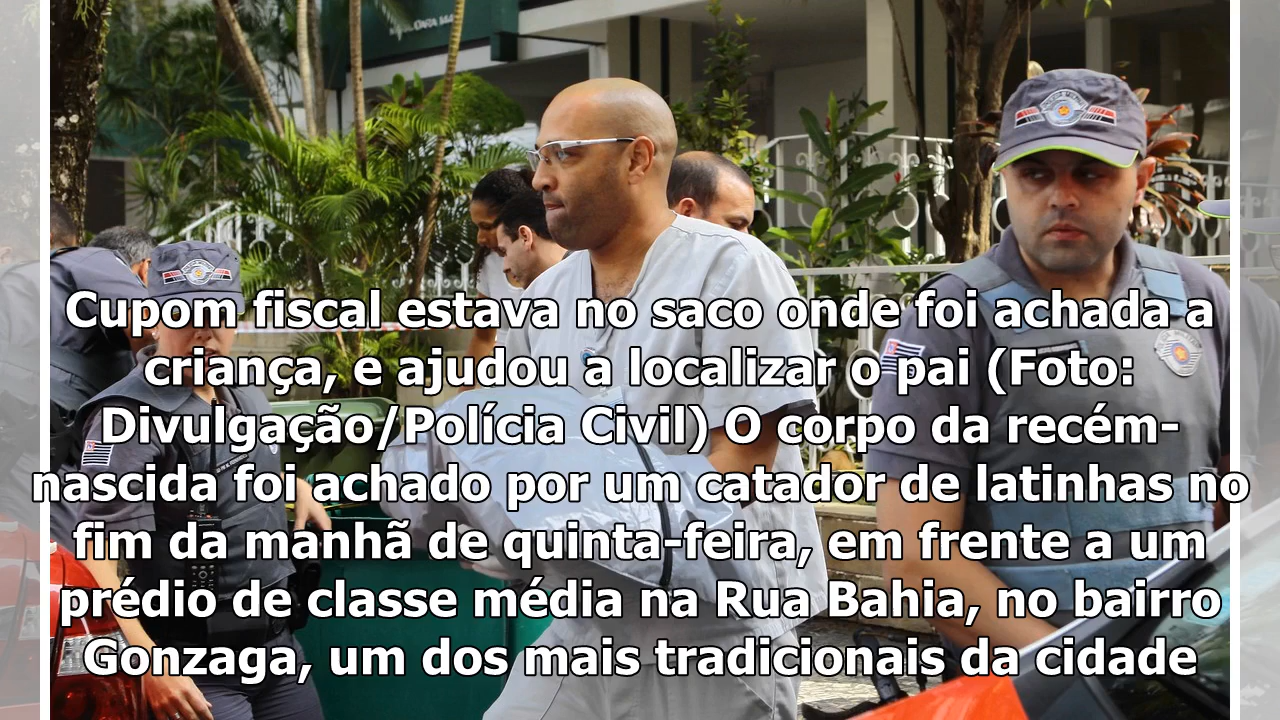 Cupom fiscal estava no saco onde foi achada a
criança, e ajudou a localizar o pai (Foto:
Divulgação/Polícia Civil) O corpo da recém-
nascida foi achado por um catador de latinhas no
fim da manhã de quinta-feira, em frente a um
prédio de classe média na Rua Bahia, no bairro
Gonzaga, um dos mais tradicionais da cidade